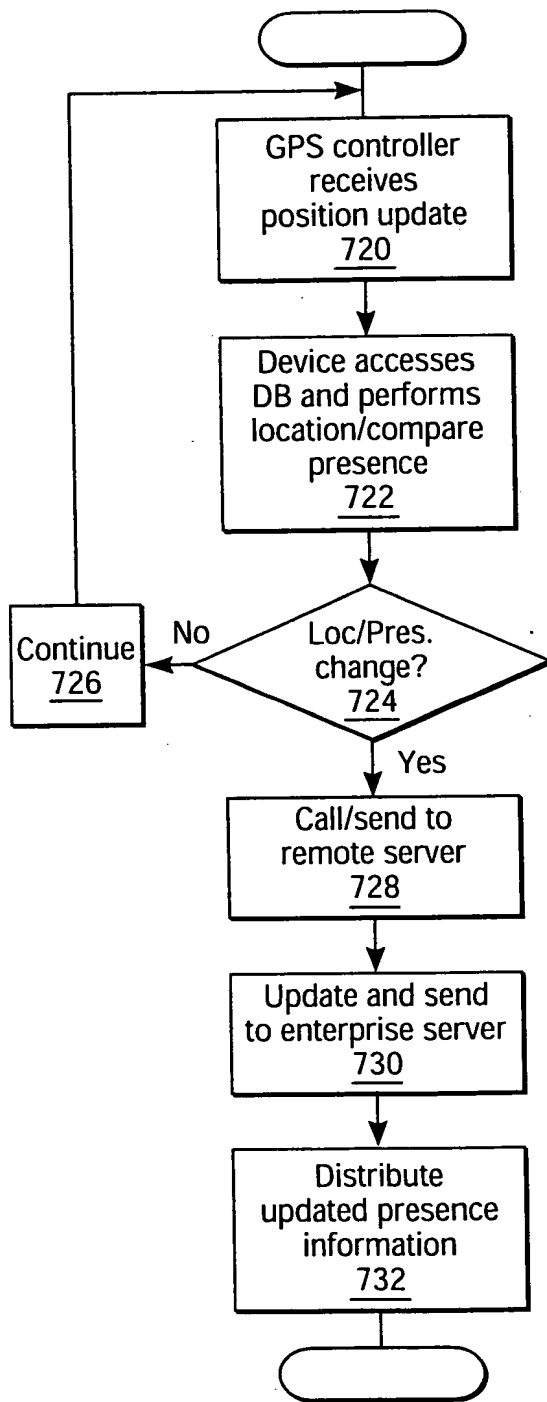 GPS controller
receives
position update
720
Device accesses
DB and performs
location/compare
presence
722
Loc/Pres.
change?
724
No
Continue
726
Yes
Call/send to
remote server
728
Update and send
to enterprise server
730
Distribute
updated presence
information
732